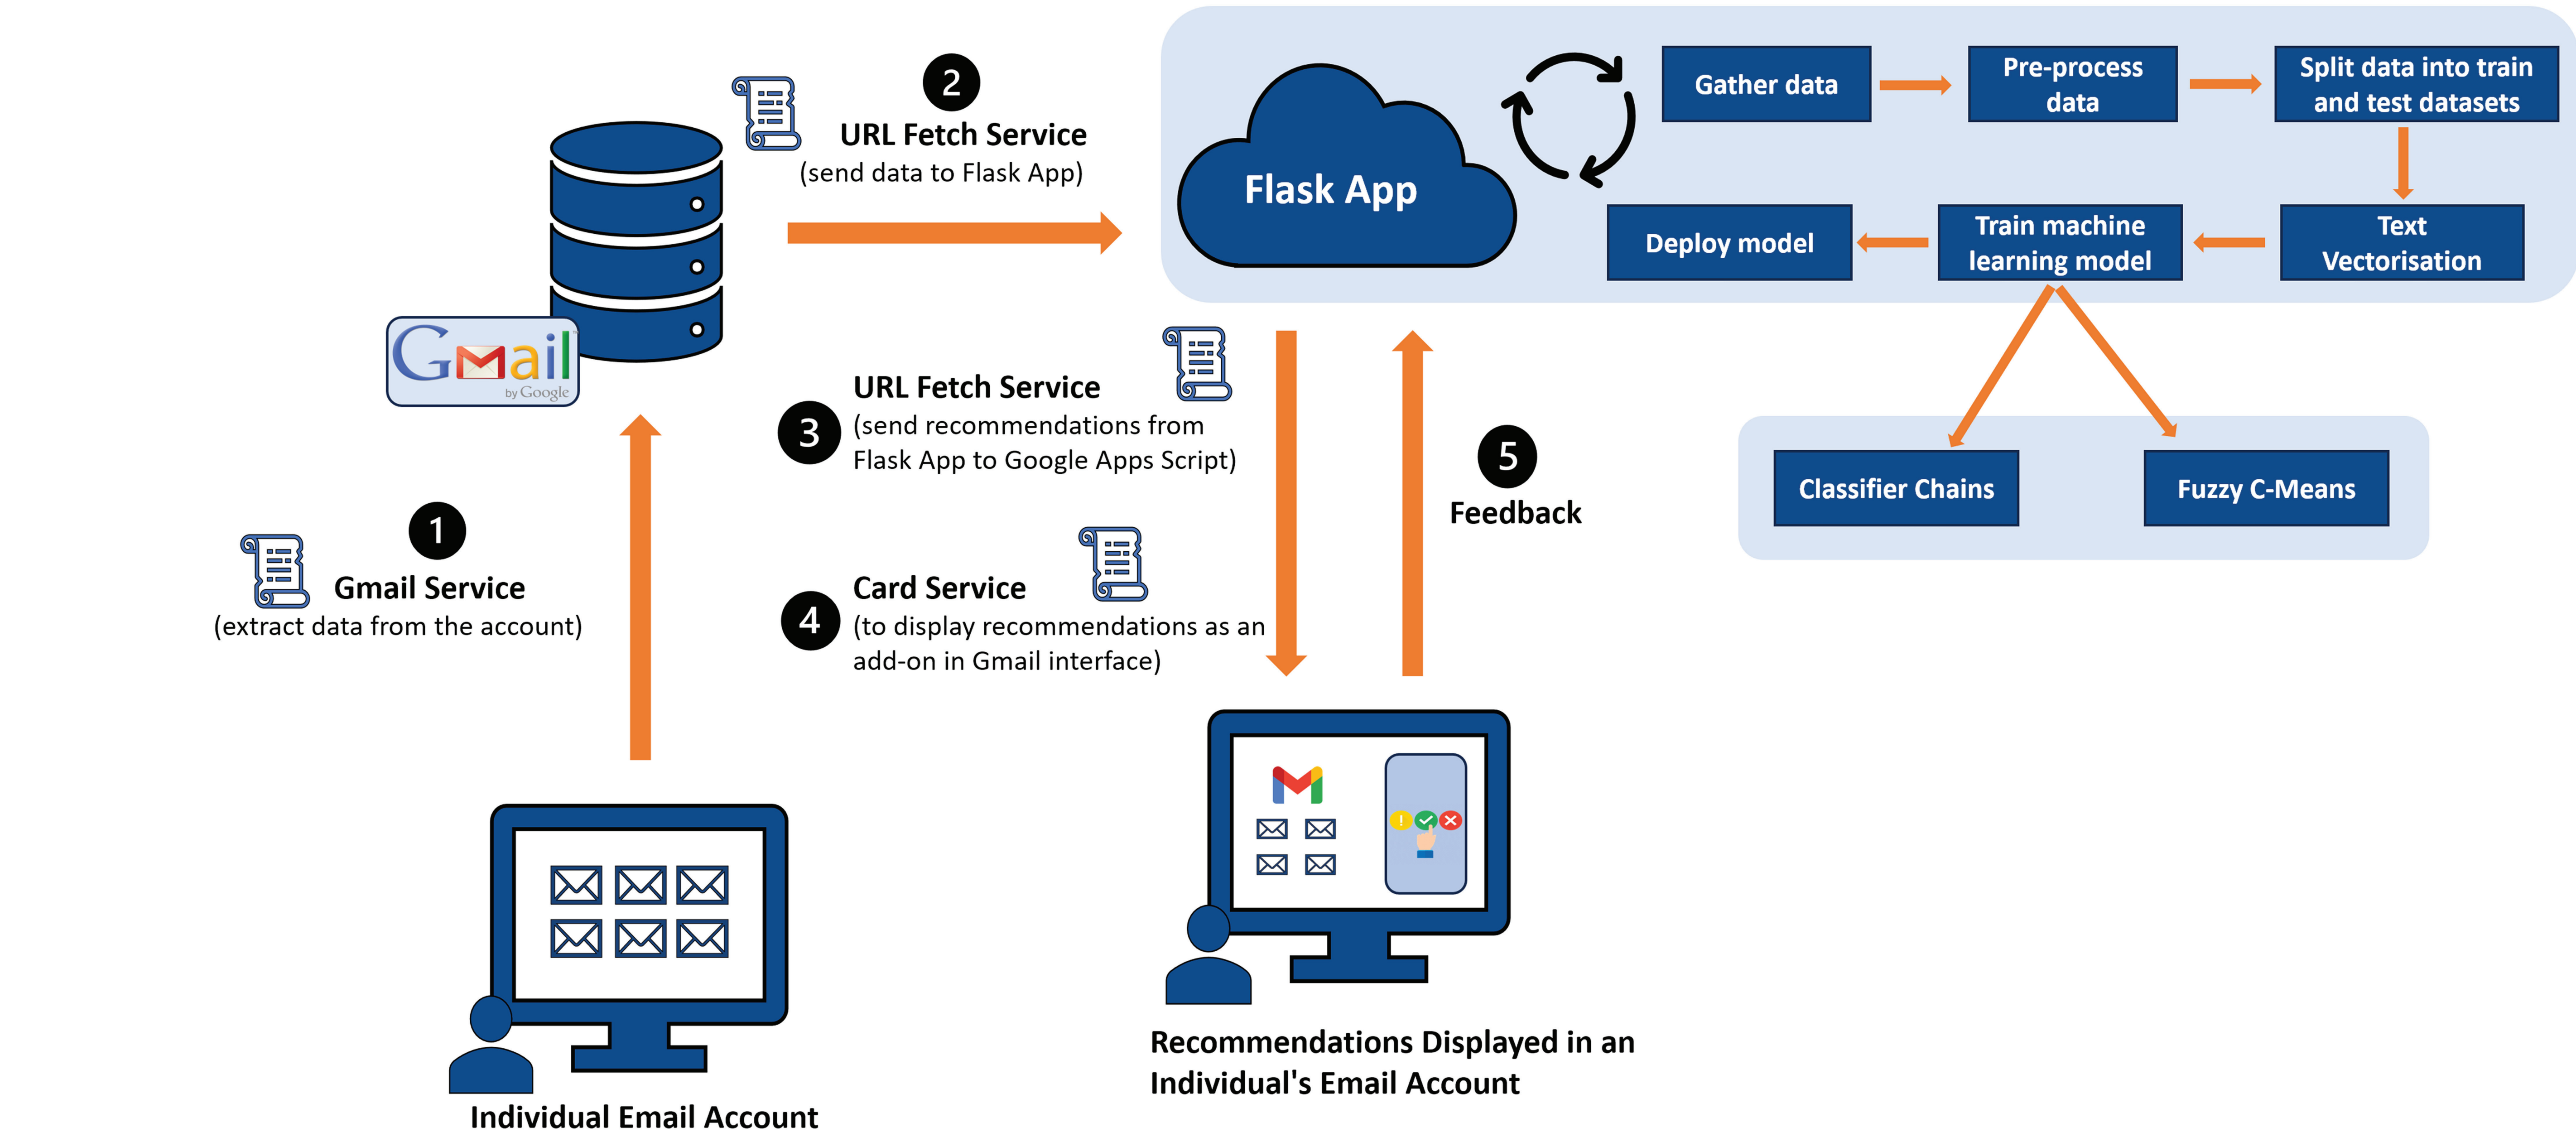 2
URL Fetch Service
(send data to Flask App)
Flask App
Gather data
Pre-process
data
Split data into train
and test datasets
Deploy model
Train machine
learning model
Text
Vectorisation
Gmail
by Google
3
URL Fetch Service
(send recommendations from
Flask App to Google Apps Script)
5
Feedback
Classifier Chains
Fuzzy C-Means
1
Gmail Service
(extract data from the account)
4
Card Service
(to display recommendations as an
add-on in Gmail interface)
Recommendations Displayed in an
Individual's Email Account
Individual Email Account